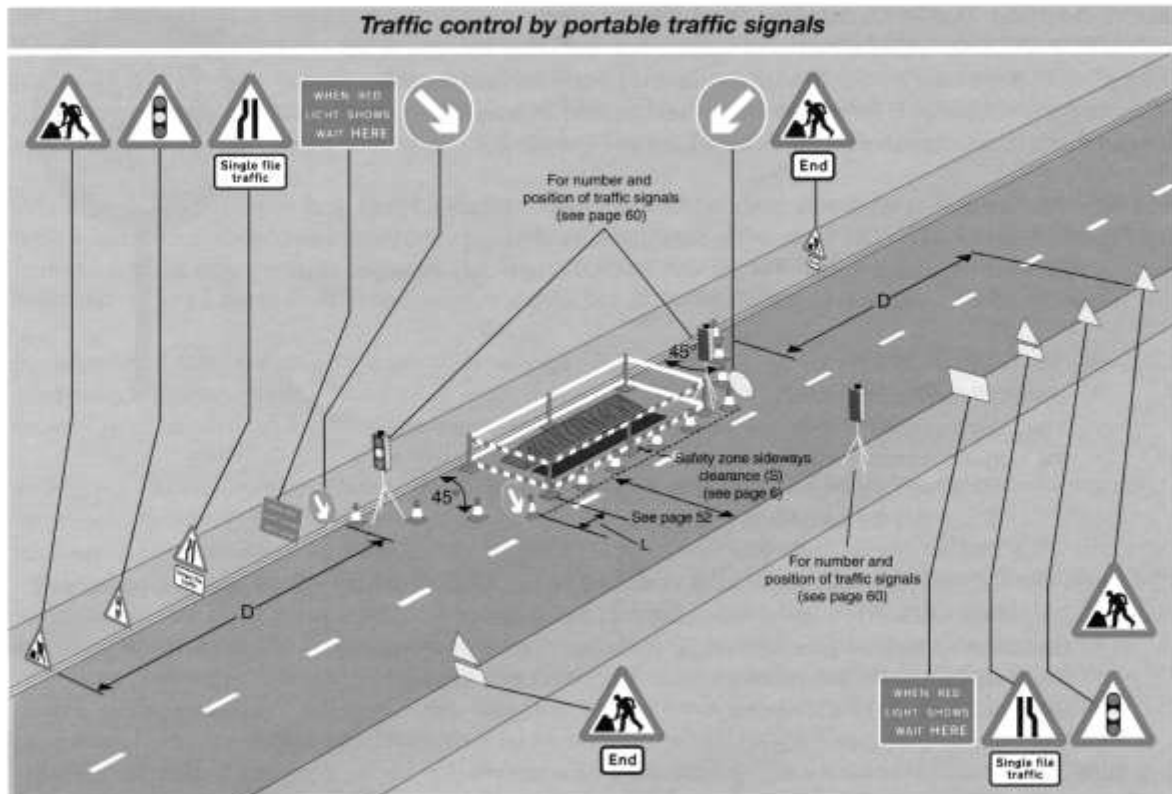 Traffic control by portable traffic signals
WHEN RED
LIGHT SHOWS
WAIT HERE
Single file
traffic
End
For number and
position of traffic signals
(see page 60)
D
45°
Safety zone sideways
clearance (S)
(see page 6)
45°
See page 52
L
For number and
position of traffic signals
(see page 60)
D
WHEN RED
LIGHT SHOWS
WAIT HERE
Single file
traffic
End